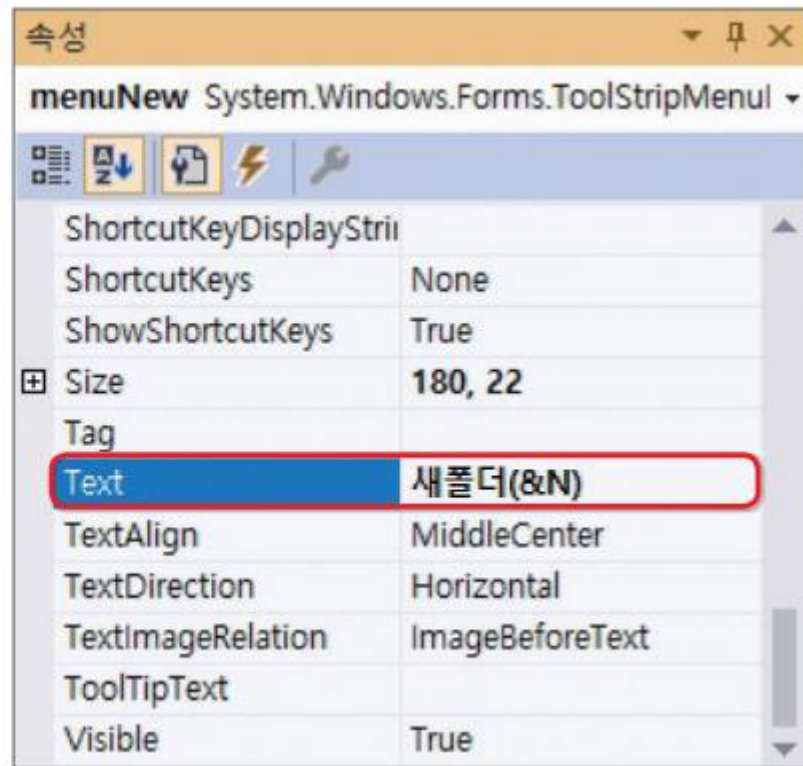 속성
menuNew System.Windows.Forms.ToolStripMenuI
ShortcutKeyDisplayStrin
ShortcutKeys None
ShowShortcutKeys True
Size 180, 22
Tag
Text 새폴더(&N)
TextAlign MiddleCenter
TextDirection Horizontal
TextImageRelation ImageBeforeText
ToolTipText
Visible True